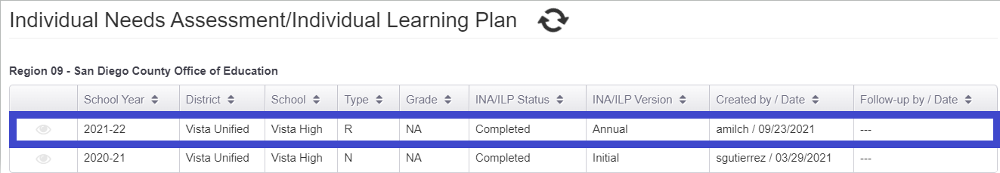 Individual Needs Assessment/Individual Learning Plan
Region 09 - San Diego County Office of Education
School Year District School Type Grade INA/ILP Status INA/ILP Version Created by / Date Follow-up by / Date
2021-22 Vista Unified Vista High R NA Completed Annual amilch / 09/23/2021 ---
2020-21 Vista Unified Vista High N NA Completed Initial sgutierrez / 03/29/2021 ---